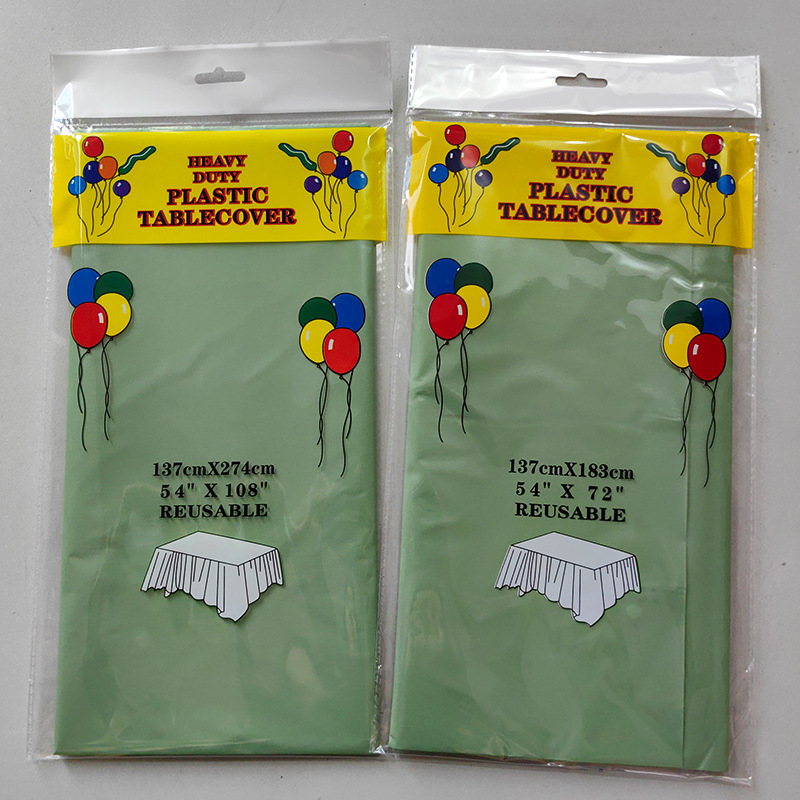 HEAVY
DUTY
PLASTIC
TABLECOVER
137cmX274cm
54" X 108"
REUSABLE
HEAVY
DUTY
PLASTIC
TABLECOVER
137cmX183cm
54" X 72"
REUSABLE